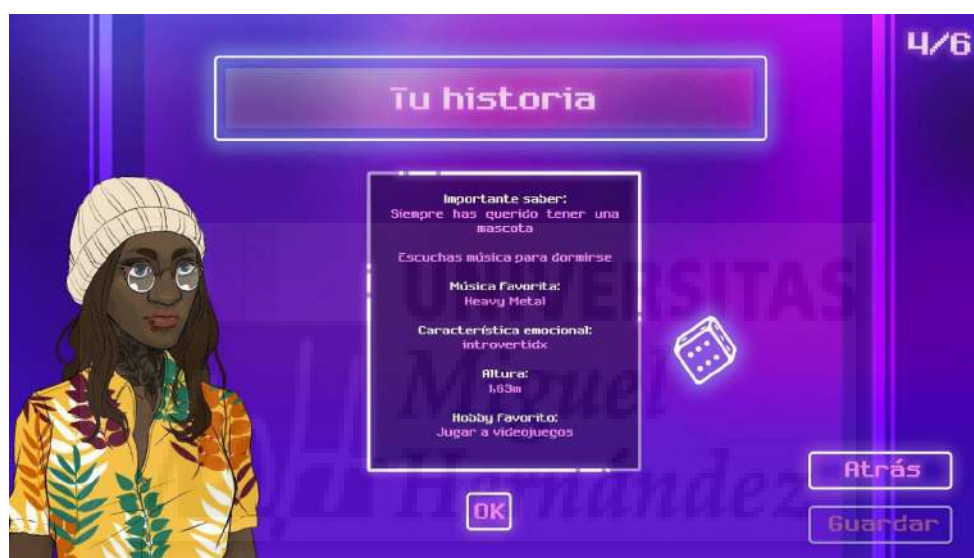 4/6
Tu historia
Importante saber:
Siempre has querido tener una
mascota
Escuchas música para dormirse
Música Favorita:
Heavy Metal
Característica emocional:
introvertidx
Altura:
1,63m
Hobby Favorito:
Jugar a videojuegos
UNIVERSITAS
Miguel
Hernández
OK
Atrás
Guardar